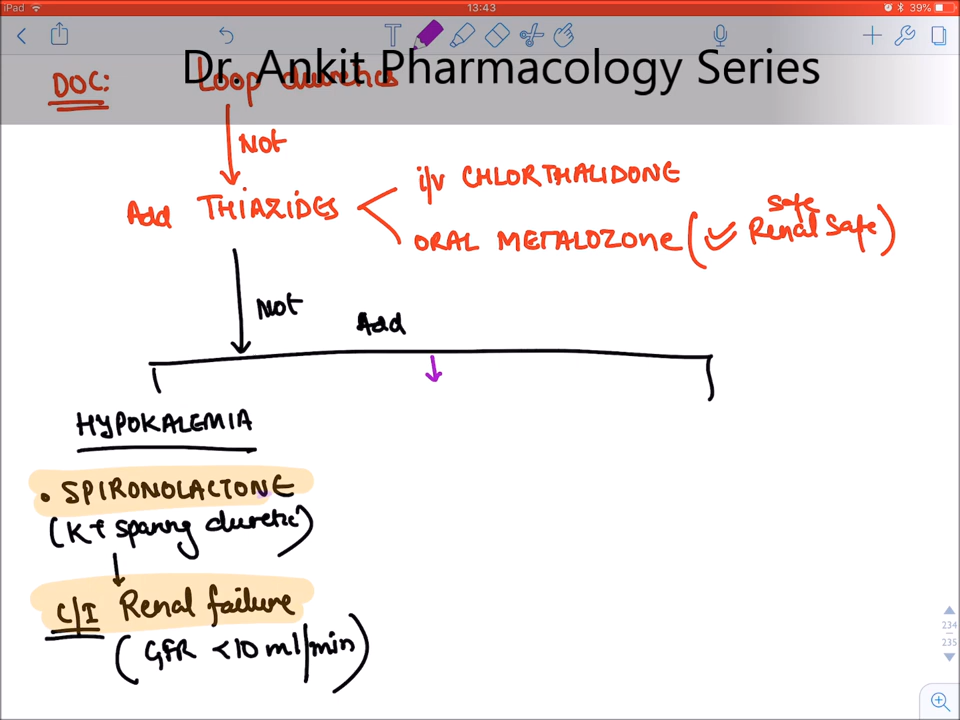 iPad
13:43
39%
Dr. Ankit Pharmacology Series
DOC: Loop diuretics
Not
Add THIAZIDES
i/v CHLORTHALIDONE
safe
ORAL METALOZONE (Renal safe)
Not
Add
HYPOKALEMIA
• SPIRONOLACTONE
(K+ sparing diuretic)
C/I Renal failure
(GFR <10 ml/min)
234
235